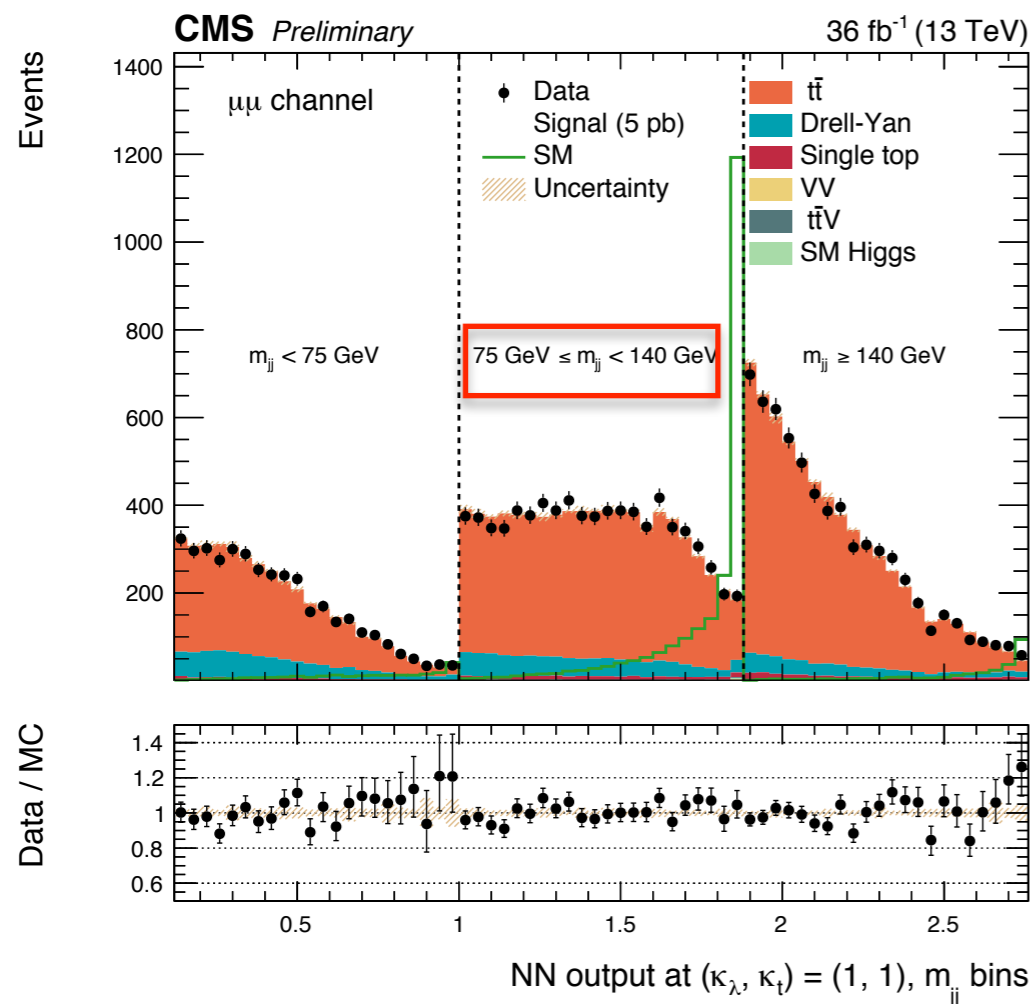 CMS Preliminary
36 fb⁻¹ (13 TeV)
Events
1400
1200
1000
800
600
400
200
μμ channel
Data
Signal (5 pb)
SM
Uncertainty
tt̄
Drell-Yan
Single top
VV
tt̄V
SM Higgs
m_jj < 75 GeV
75 GeV ≤ m_jj < 140 GeV
m_jj ≥ 140 GeV
Data / MC
1.4
1.2
1
0.8
0.6
0.5
1
1.5
2
2.5
NN output at (κ_λ, κ_t) = (1, 1), m_jj bins